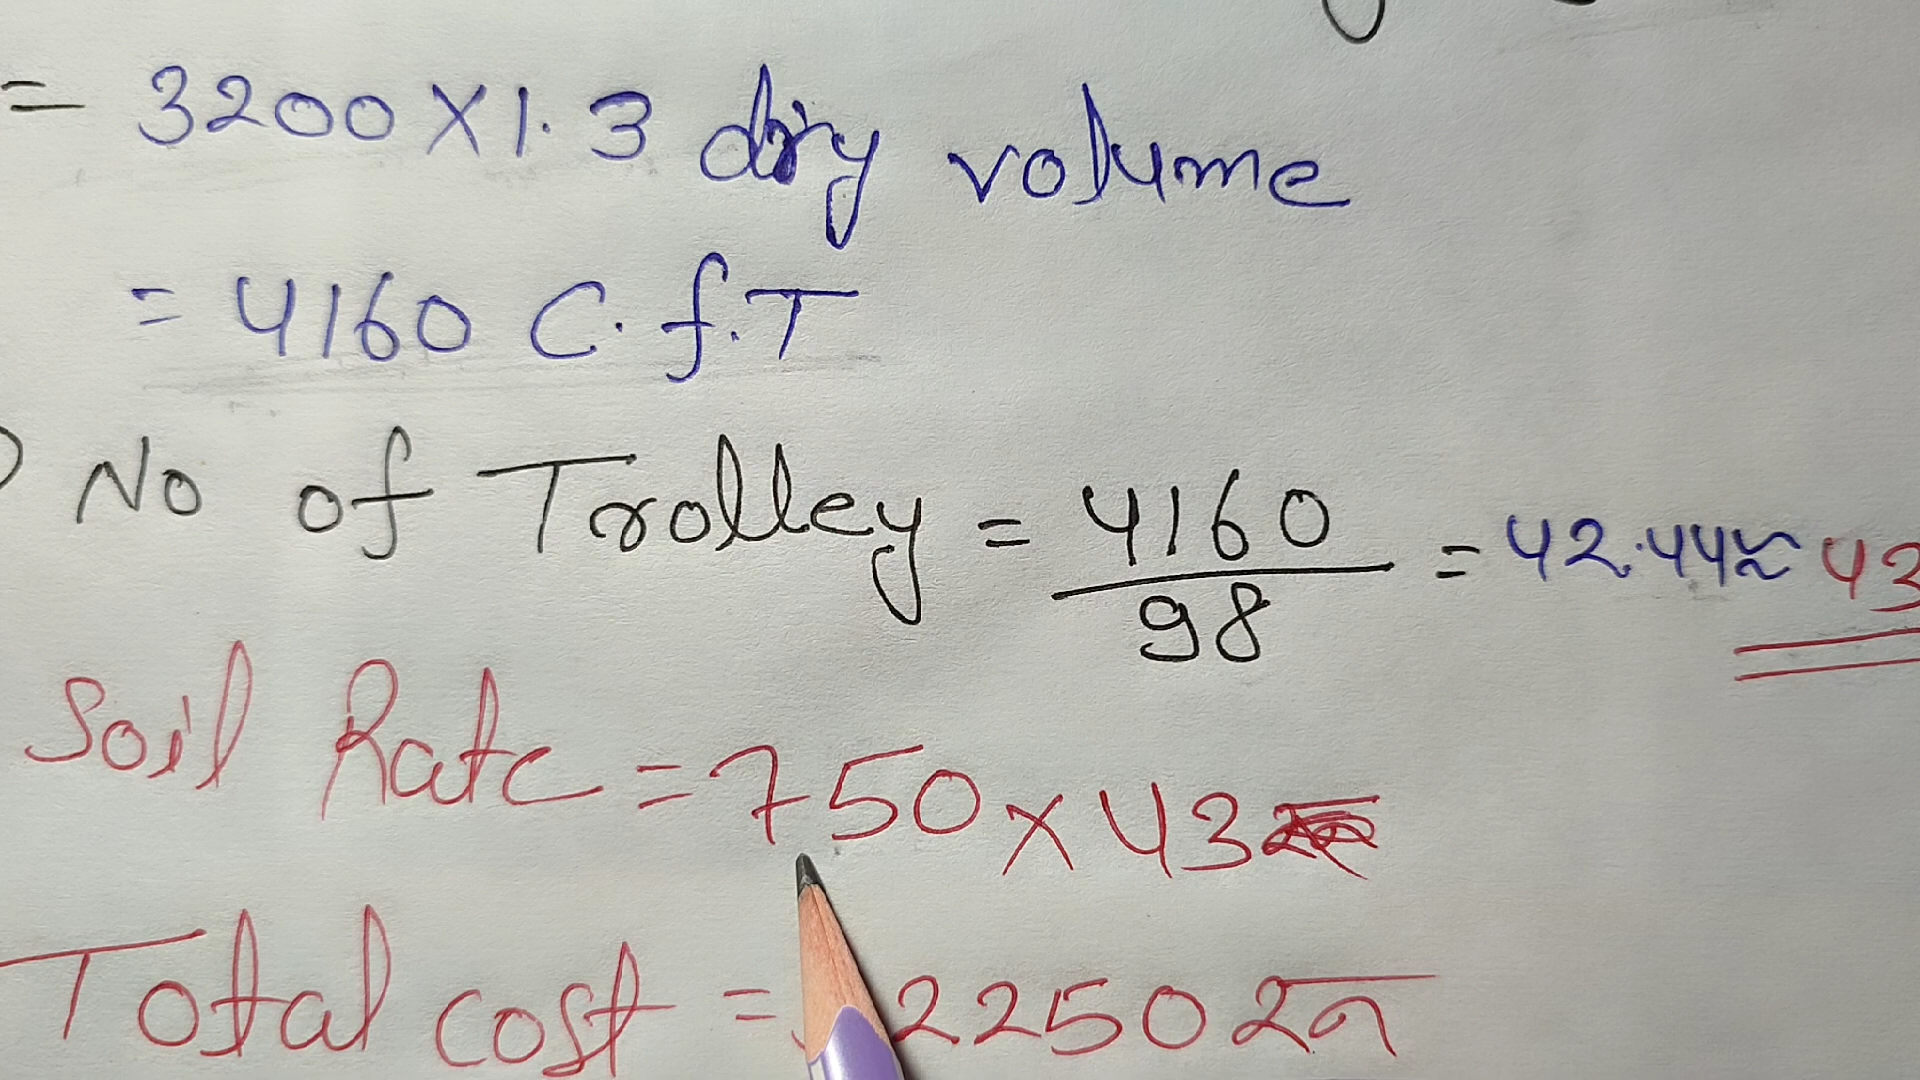 = 3200 X 1.3 dry volume
= 4160 C.f.T
No of Trolley = 4160/98 = 42.44 ≈ 43
Soil Rate = 750 x 43
Total cost = 2250